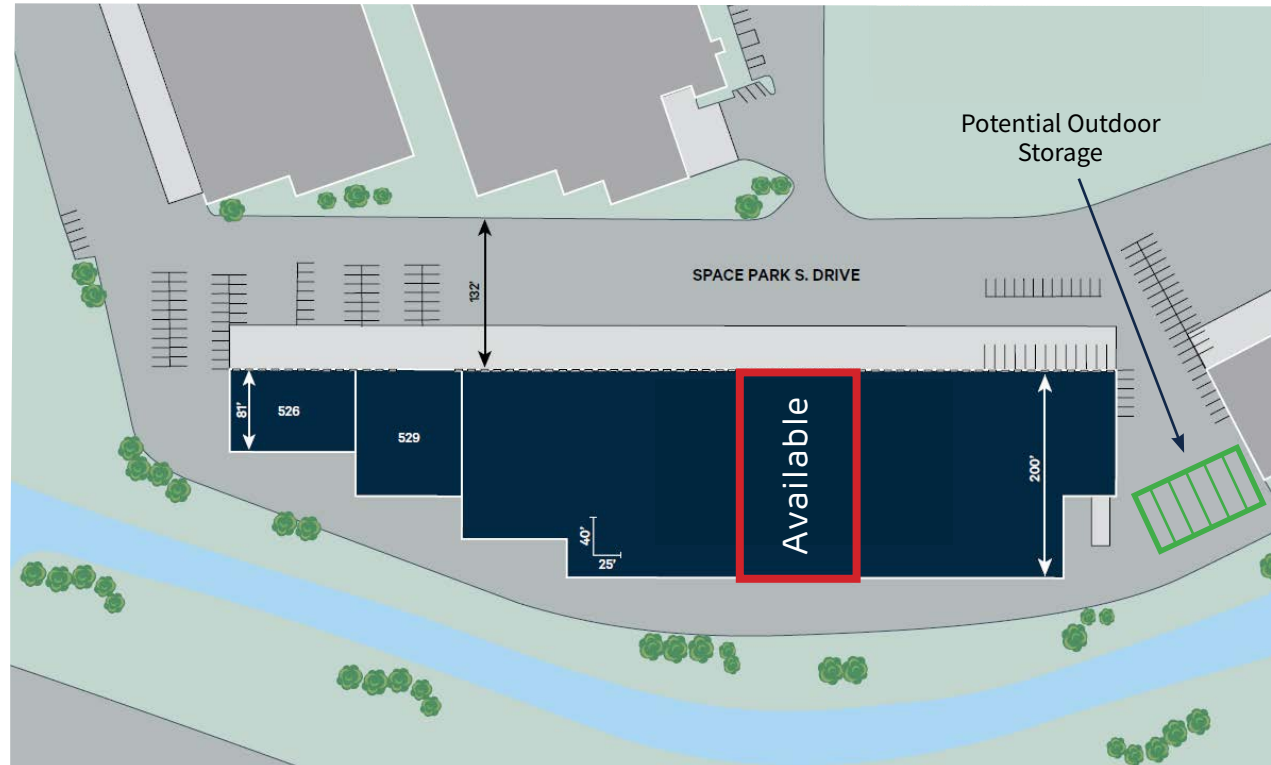 Potential Outdoor
Storage
SPACE PARK S. DRIVE
132'
81'
526
529
Available
200'
40'
25'